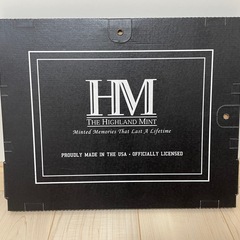 HM
THE HIGHLAND MINT
Minted Memories That Last A Lifetime
PROUDLY MADE IN THE USA - OFFICIALLY LICENSED